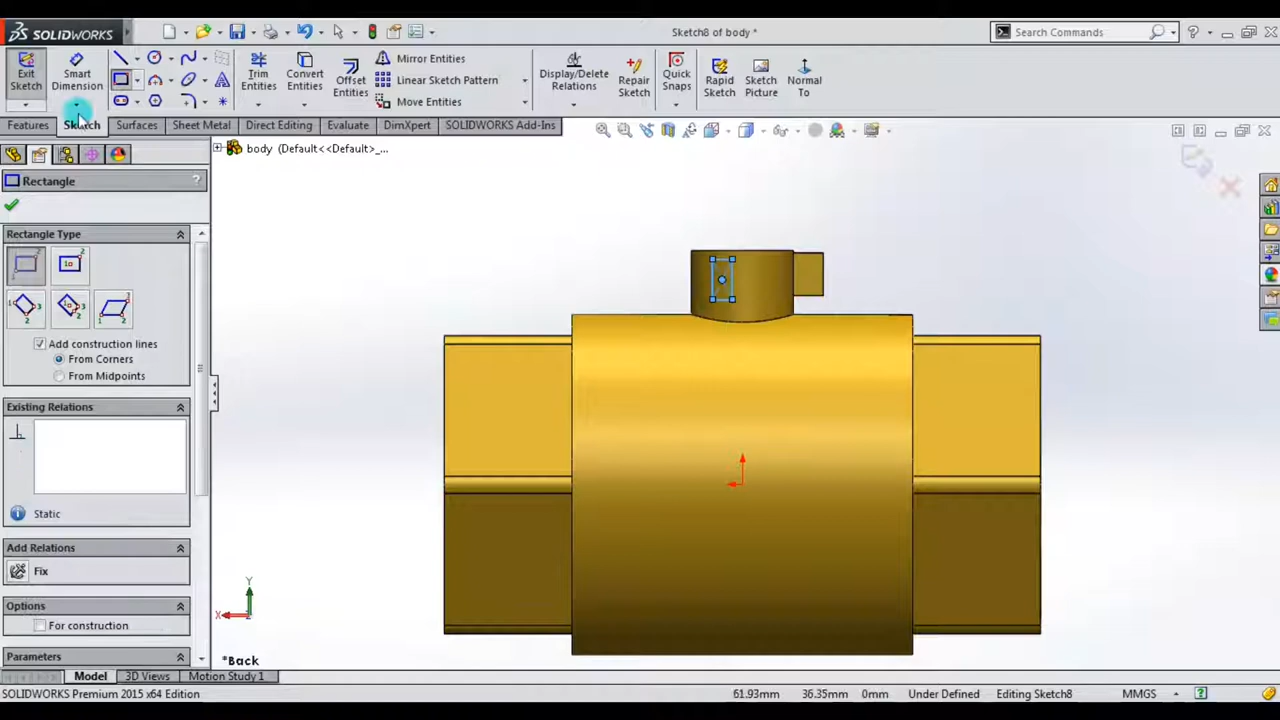 SOLIDWORKS
Sketch8 of body *
Search Commands
Exit Sketch
Smart Dimension
Trim Entities
Convert Entities
Offset Entities
Mirror Entities
Linear Sketch Pattern
Move Entities
Display/Delete Relations
Repair Sketch
Quick Snaps
Rapid Sketch
Sketch Picture
Normal To
Features
Sketch
Surfaces
Sheet Metal
Direct Editing
Evaluate
DimXpert
SOLIDWORKS Add-Ins
body (Default<<Default>_...
Rectangle
?
Rectangle Type
Add construction lines
From Corners
From Midpoints
Existing Relations
Static
Add Relations
Fix
Options
For construction
Parameters
Y
X
*Back
Model
3D Views
Motion Study 1
SOLIDWORKS Premium 2015 x64 Edition
61.93mm
36.35mm
0mm
Under Defined
Editing Sketch8
MMGS